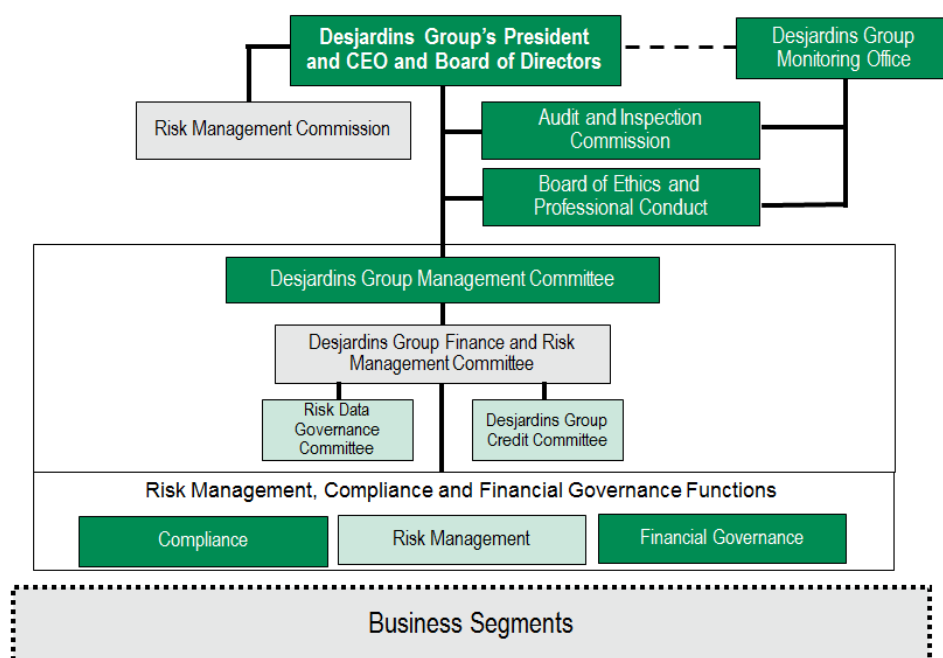 Desjardins Group's President
and CEO and Board of Directors
Desjardins Group
Monitoring Office
Risk Management Commission
Audit and Inspection
Commission
Board of Ethics and
Professional Conduct
Desjardins Group Management Committee
Desjardins Group Finance and Risk
Management Committee
Risk Data
Governance
Committee
Desjardins Group
Credit Committee
Risk Management, Compliance and Financial Governance Functions
Compliance
Risk Management
Financial Governance
Business Segments